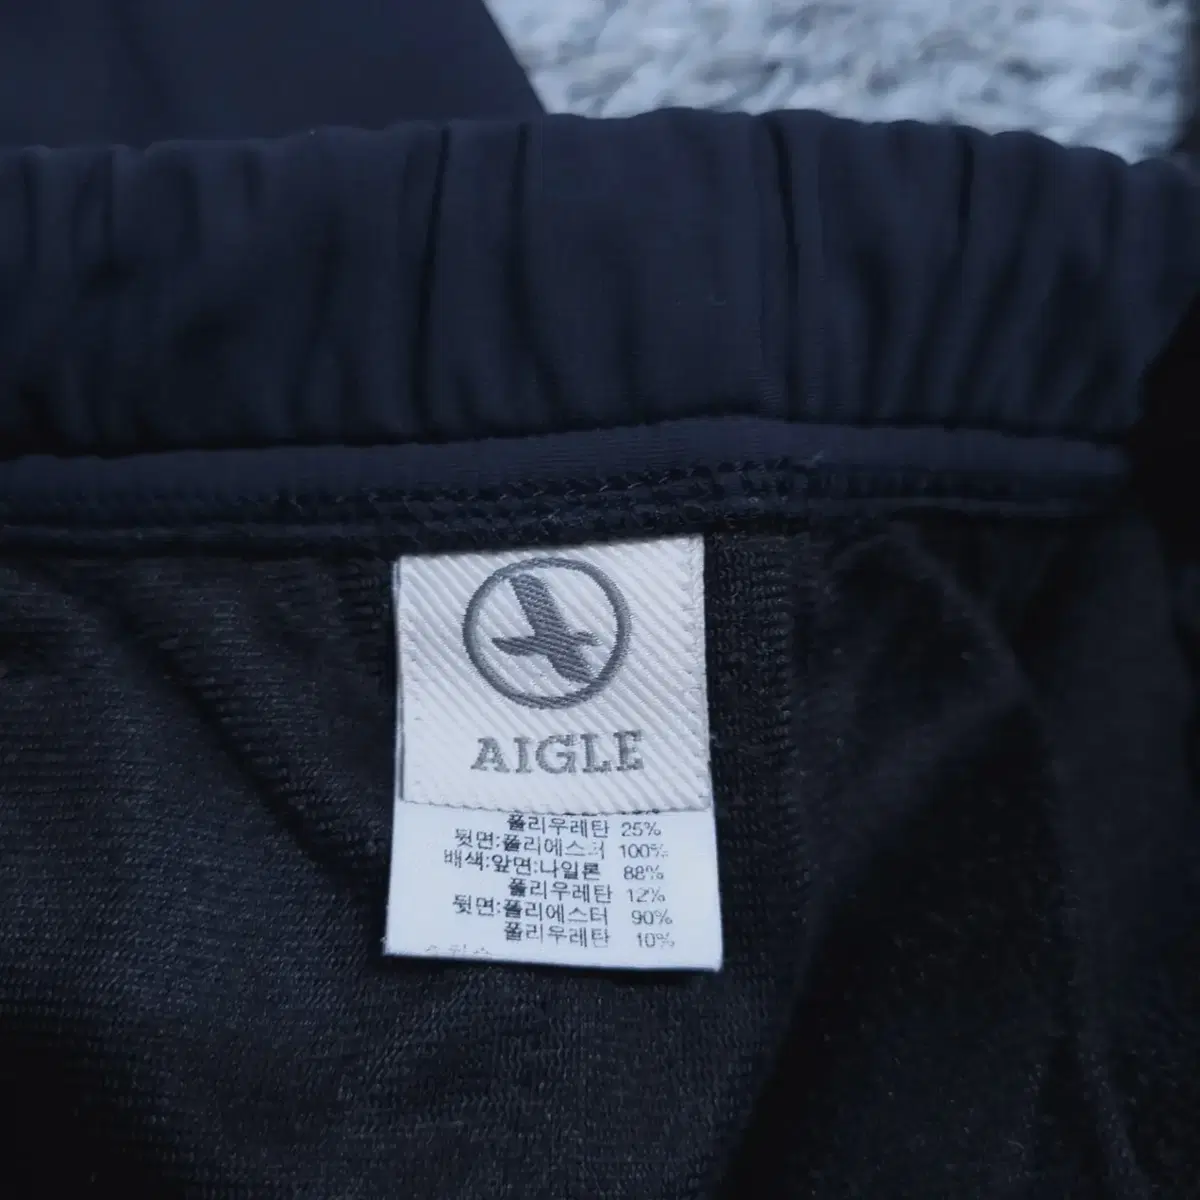 AIGLE
폴리우레탄 25%
뒷면:폴리에스터 100%
배색:앞면:나일론 88%
폴리우레탄 12%
뒷면:폴리에스터 90%
폴리우레탄 10%